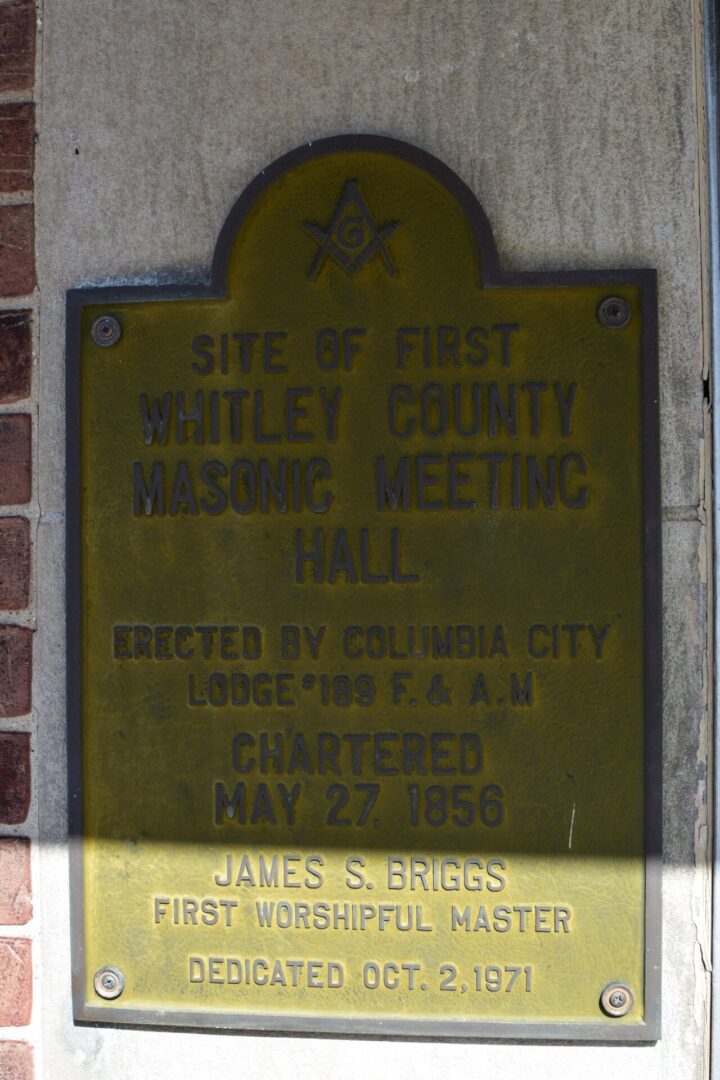 G
SITE OF FIRST
WHITLEY COUNTY
MASONIC MEETING
HALL
ERECTED BY COLUMBIA CITY
LODGE #189 F. & A.M
CHARTERED
MAY 27, 1856
JAMES S. BRIGGS
FIRST WORSHIPFUL MASTER
DEDICATED OCT. 2, 1971